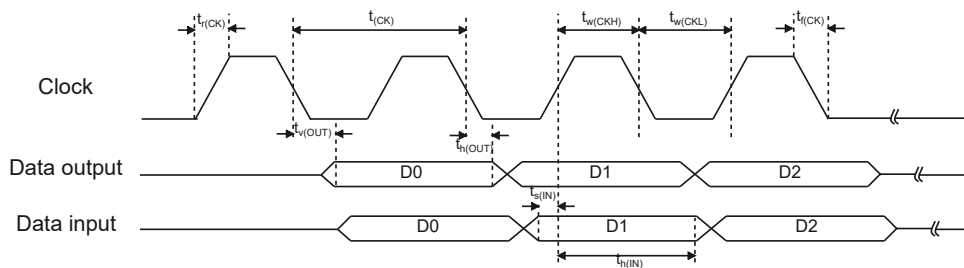 tr(CK) t(CK) tw(CKH) tw(CKL) tf(CK)
Clock
tv(OUT) th(OUT)
Data output D0 D1 D2
ts(IN)
Data input D0 D1 D2
th(IN)